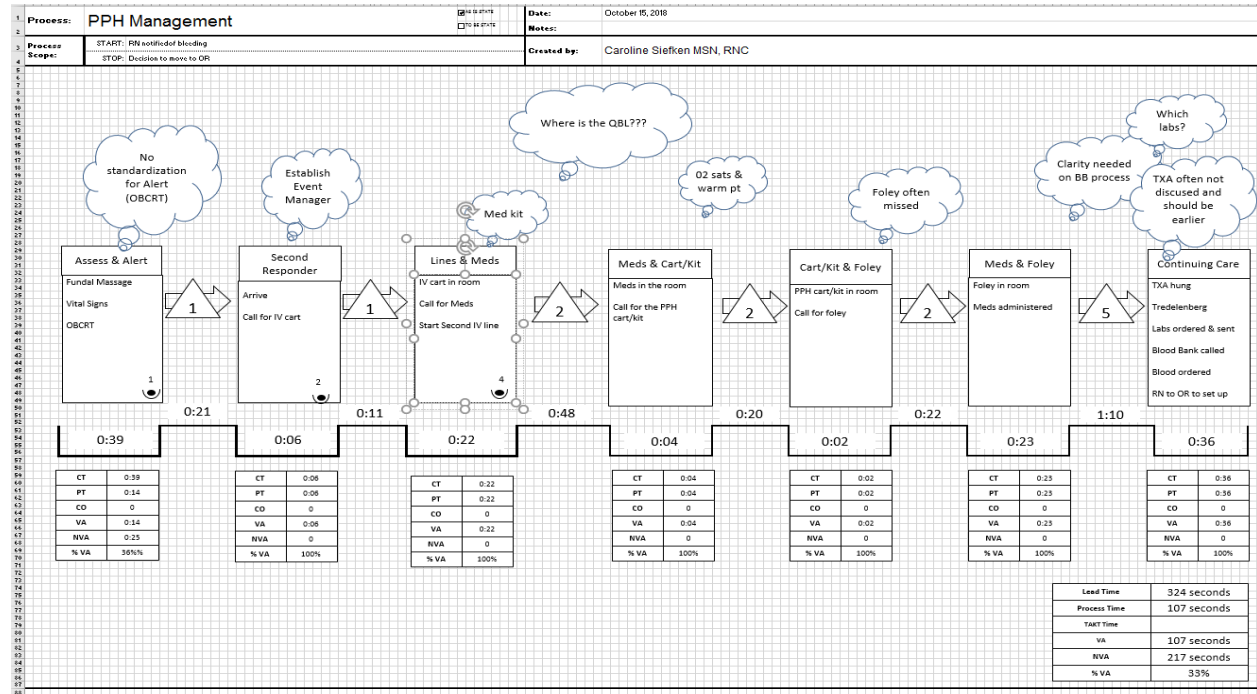 Process: PPH Management
AS IS STATE
TO BE STATE
Date: October 15, 2018
Notes:
Process Scope:
START: RN notifiedof bleeding
STOP: Decision to move to OR
Created by: Caroline Siefken MSN, RNC
No
standardization
for Alert
(OBCRT)
Establish
Event
Manager
Where is the QBL???
Med kit
02 sats &
warm pt
Foley often
missed
Clarity needed
on BB process
Which
labs?
TXA often not
discused and
should be
earlier
Assess & Alert
Fundal Massage
Vital Signs
OBCRT
1
1
Second
Responder
Arrive
Call for IV cart
2
1
Lines & Meds
IV cart in room
Call for Meds
Start Second IV line
4
2
Meds & Cart/Kit
Meds in the room
Call for the PPH
cart/kit
2
Cart/Kit & Foley
PPH cart/kit in room
Call for foley
2
Meds & Foley
Foley in room
Meds administered
5
Continuing Care
TXA hung
Tredelenberg
Labs ordered & sent
Blood Bank called
Blood ordered
RN to OR to set up
0:21 0:11 0:48 0:20 0:22 1:10
0:39 0:06 0:22 0:04 0:02 0:23 0:36
CT 0:39
PT 0:14
CO 0
VA 0:14
NVA 0:25
% VA 36%%
CT 0:06
PT 0:06
CO 0
VA 0:06
NVA 0
% VA 100%
CT 0:22
PT 0:22
CO 0
VA 0:22
NVA 0
% VA 100%
CT 0:04
PT 0:04
CO 0
VA 0:04
NVA 0
% VA 100%
CT 0:02
PT 0:02
CO 0
VA 0:02
NVA 0
% VA 100%
CT 0:23
PT 0:23
CO 0
VA 0:23
NVA 0
% VA 100%
CT 0:36
PT 0:36
CO 0
VA 0:36
NVA 0
% VA 100%
Lead Time 324 seconds
Process Time 107 seconds
TAKT Time
VA 107 seconds
NVA 217 seconds
% VA 33%